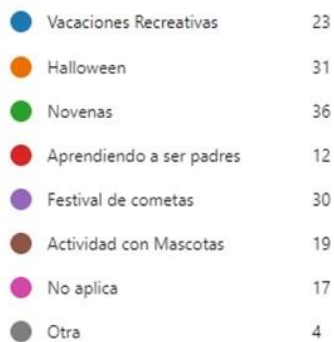 Vacaciones Recreativas 23
Halloween 31
Novenas 36
Aprendiendo a ser padres 12
Festival de cometas 30
Actividad con Mascotas 19
No aplica 17
Otra 4